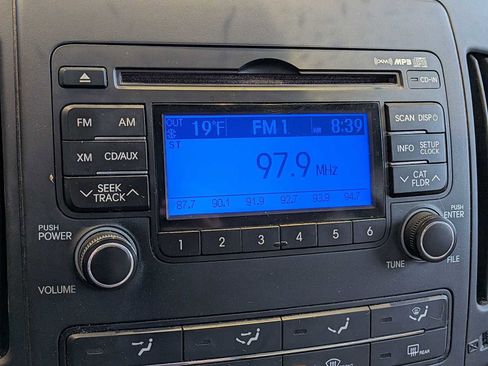 XM MP3
CD-IN
FM AM
SCAN DISP
OUT 19°F FM 1 AM 8:39
ST
97.9 MHz
XM CD/AUX
INFO SETUP
CLOCK
SEEK
TRACK
CAT
FLDR
87.7 90.1 91.9 92.7 93.9 94.7
PUSH
POWER
PUSH
ENTER
1 2 3 4 5 6
VOLUME
TUNE FILE
REAR